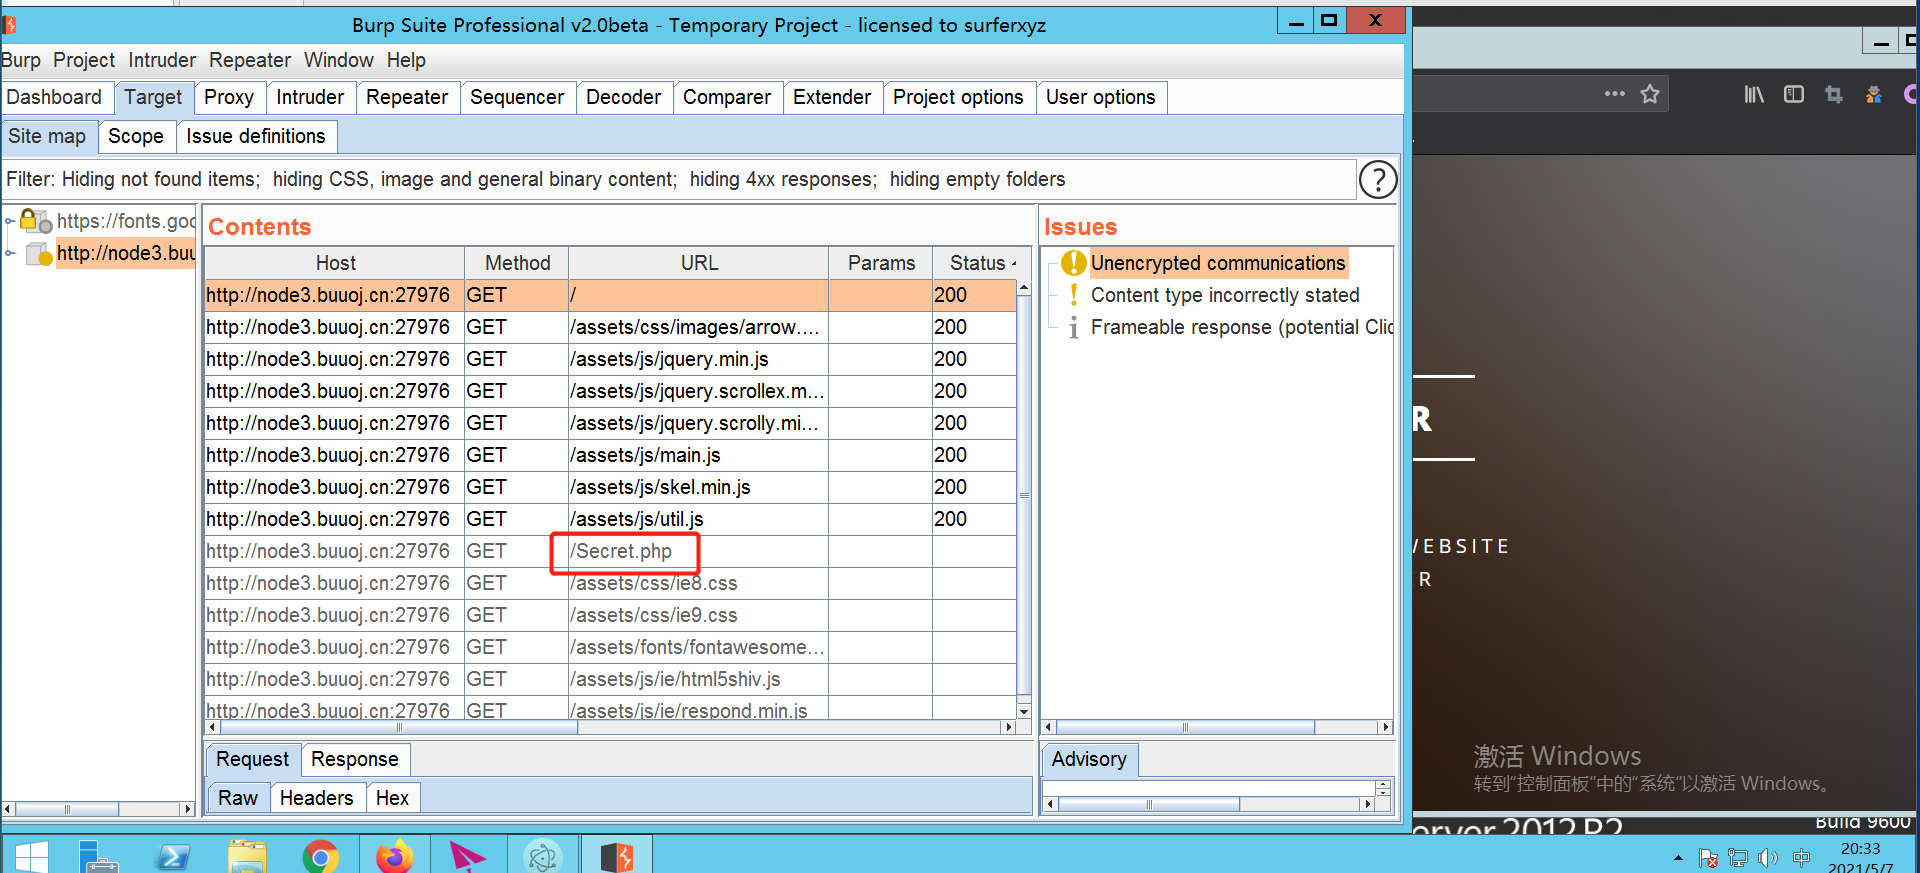 Burp Suite Professional v2.0beta - Temporary Project - licensed to surferxyz
Burp Project Intruder Repeater Window Help
Dashboard Target Proxy Intruder Repeater Sequencer Decoder Comparer Extender Project options User options
Site map Scope Issue definitions
Filter: Hiding not found items; hiding CSS, image and general binary content; hiding 4xx responses; hiding empty folders
?
https://fonts.goo
http://node3.buu
Contents
Host Method URL Params Status
http://node3.buuoj.cn:27976 GET / 200
http://node3.buuoj.cn:27976 GET /assets/css/images/arrow.... 200
http://node3.buuoj.cn:27976 GET /assets/js/jquery.min.js 200
http://node3.buuoj.cn:27976 GET /assets/js/jquery.scrollex.m... 200
http://node3.buuoj.cn:27976 GET /assets/js/jquery.scrolly.mi... 200
http://node3.buuoj.cn:27976 GET /assets/js/main.js 200
http://node3.buuoj.cn:27976 GET /assets/js/skel.min.js 200
http://node3.buuoj.cn:27976 GET /assets/js/util.js 200
http://node3.buuoj.cn:27976 GET /Secret.php
http://node3.buuoj.cn:27976 GET /assets/css/ie8.css
http://node3.buuoj.cn:27976 GET /assets/css/ie9.css
http://node3.buuoj.cn:27976 GET /assets/fonts/fontawesome...
http://node3.buuoj.cn:27976 GET /assets/js/ie/html5shiv.js
http://node3.buuoj.cn:27976 GET /assets/js/ie/respond.min.js
Request Response
Raw Headers Hex
Issues
Unencrypted communications
Content type incorrectly stated
Frameable response (potential Clic
Advisory
R
EBSITE
R
激活 Windows
转到"控制面板"中的"系统"以激活 Windows。
erver 2012 R2
Build 9600
中
20:33
2021/5/7